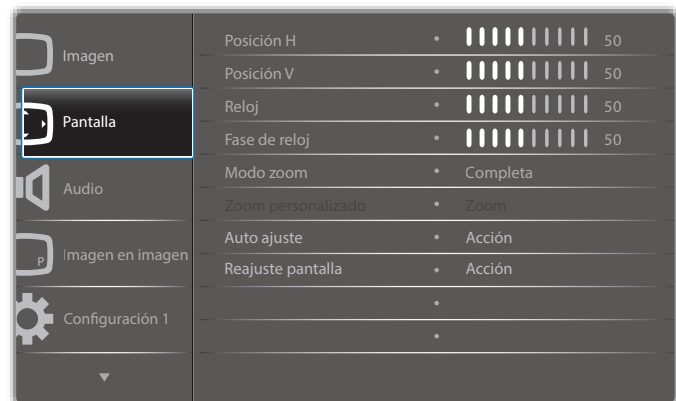 Imagen
Pantalla
Audio
P
Imagen en imagen
Configuración 1
Posición H • 50
Posición V • 50
Reloj • 50
Fase de reloj • 50
Modo zoom • Completa
Zoom personalizado • Zoom
Auto ajuste • Acción
Reajuste pantalla • Acción
•
•